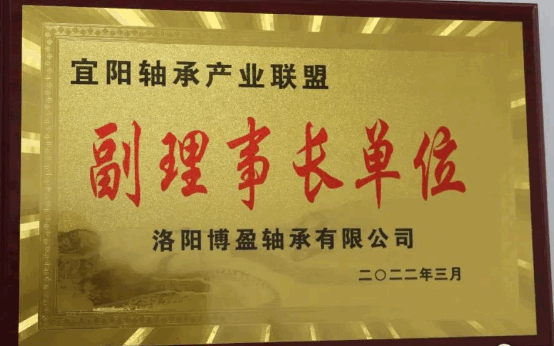 宜阳轴承产业联盟
副理事长单位
洛阳博盈轴承有限公司
二〇二二年三月